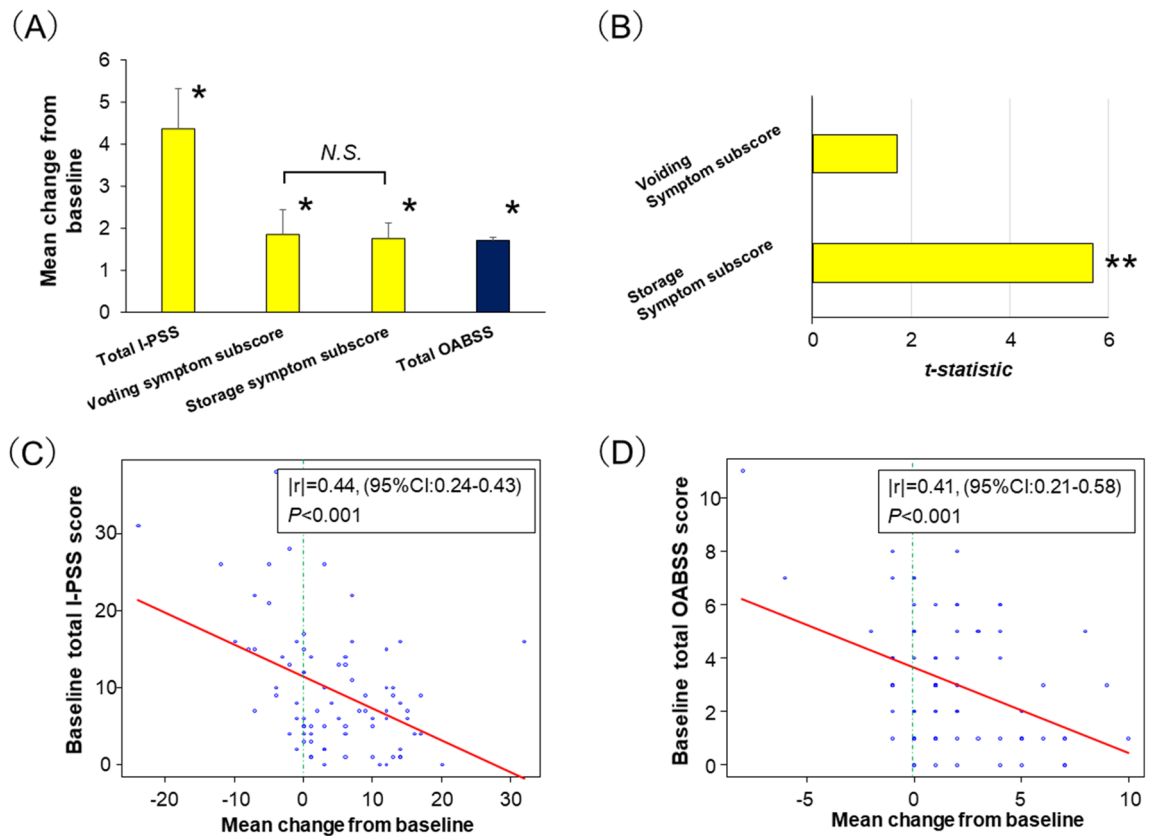 (A)
Mean change from
baseline
6
5
4
3
2
1
0
*
N.S.
*
*
*
Total I-PSS
Voding symptom subscore
Storage symptom subscore
Total OABSS
(B)
Voiding
Symptom subscore
Storage
Symptom subscore
**
0
2
4
6
t-statistic
(C)
|r|=0.44, (95%CI:0.24-0.43)
P<0.001
Baseline total I-PSS score
30
20
10
0
-20
-10
0
10
20
30
Mean change from baseline
(D)
|r|=0.41, (95%CI:0.21-0.58)
P<0.001
Baseline total OABSS score
10
8
6
4
2
0
-5
0
5
10
Mean change from baseline